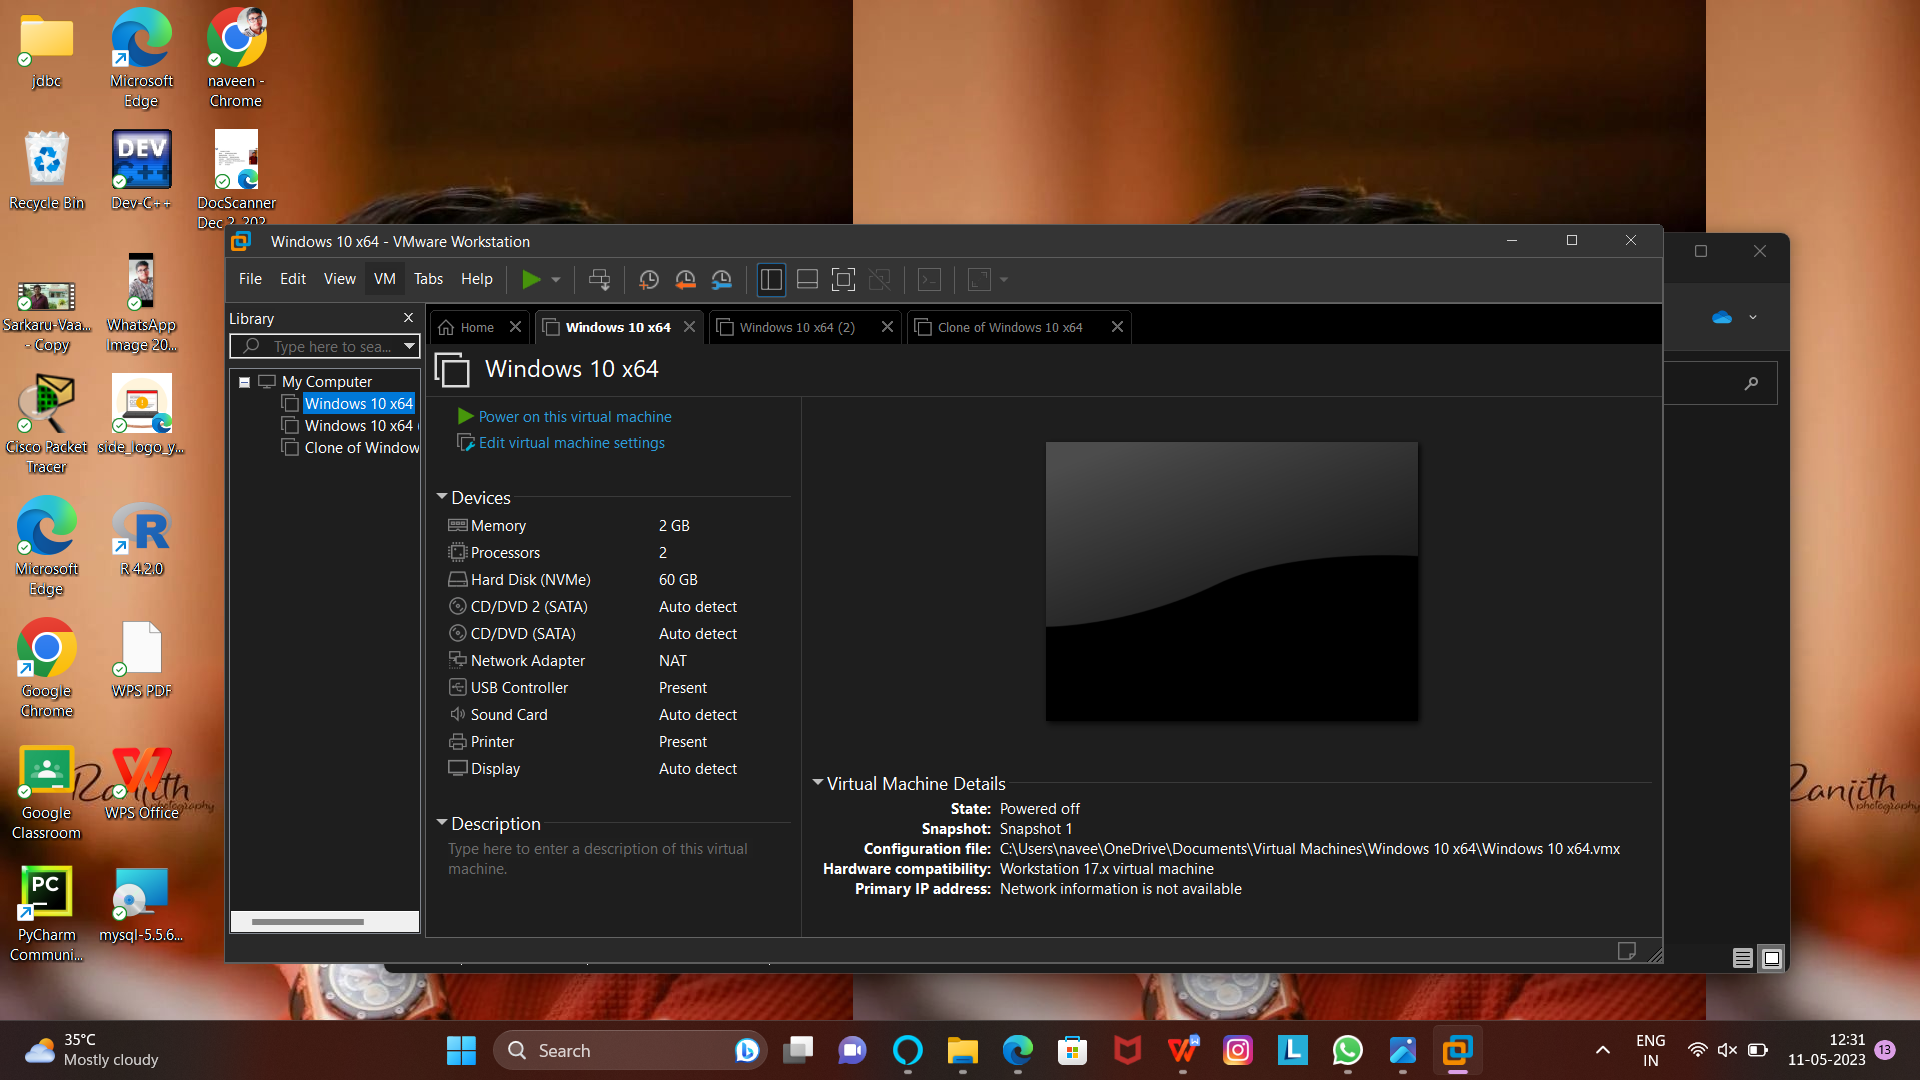 jdbc
Microsoft
Edge
naveen -
Chrome
Recycle Bin
DEV
C++
Dev-C++
DocScanner
Dec 2, 202...
Sarkaru-Vaa...
- Copy
WhatsApp
Image 20...
Cisco Packet
Tracer
side_logo_y...
Microsoft
Edge
R
R 4.2.0
Google
Chrome
WPS PDF
Google
Classroom
WPS Office
PC
PyCharm
Communi...
mysql-5.5.6...
Ranjith
photography
Ranjith
photography
Windows 10 x64 - VMware Workstation
File Edit View VM Tabs Help
Library
Type here to sea...
My Computer
Windows 10 x64
Windows 10 x64 (
Clone of Window
Home
Windows 10 x64
Windows 10 x64 (2)
Clone of Windows 10 x64
Windows 10 x64
Power on this virtual machine
Edit virtual machine settings
Devices
Memory 2 GB
Processors 2
Hard Disk (NVMe) 60 GB
CD/DVD 2 (SATA) Auto detect
CD/DVD (SATA) Auto detect
Network Adapter NAT
USB Controller Present
Sound Card Auto detect
Printer Present
Display Auto detect
Description
Type here to enter a description of this virtual
machine.
Virtual Machine Details
State: Powered off
Snapshot: Snapshot 1
Configuration file: C:\Users\navee\OneDrive\Documents\Virtual Machines\Windows 10 x64\Windows 10 x64.vmx
Hardware compatibility: Workstation 17.x virtual machine
Primary IP address: Network information is not available
35°C
Mostly cloudy
Search
L
ENG
IN
12:31
11-05-2023
13